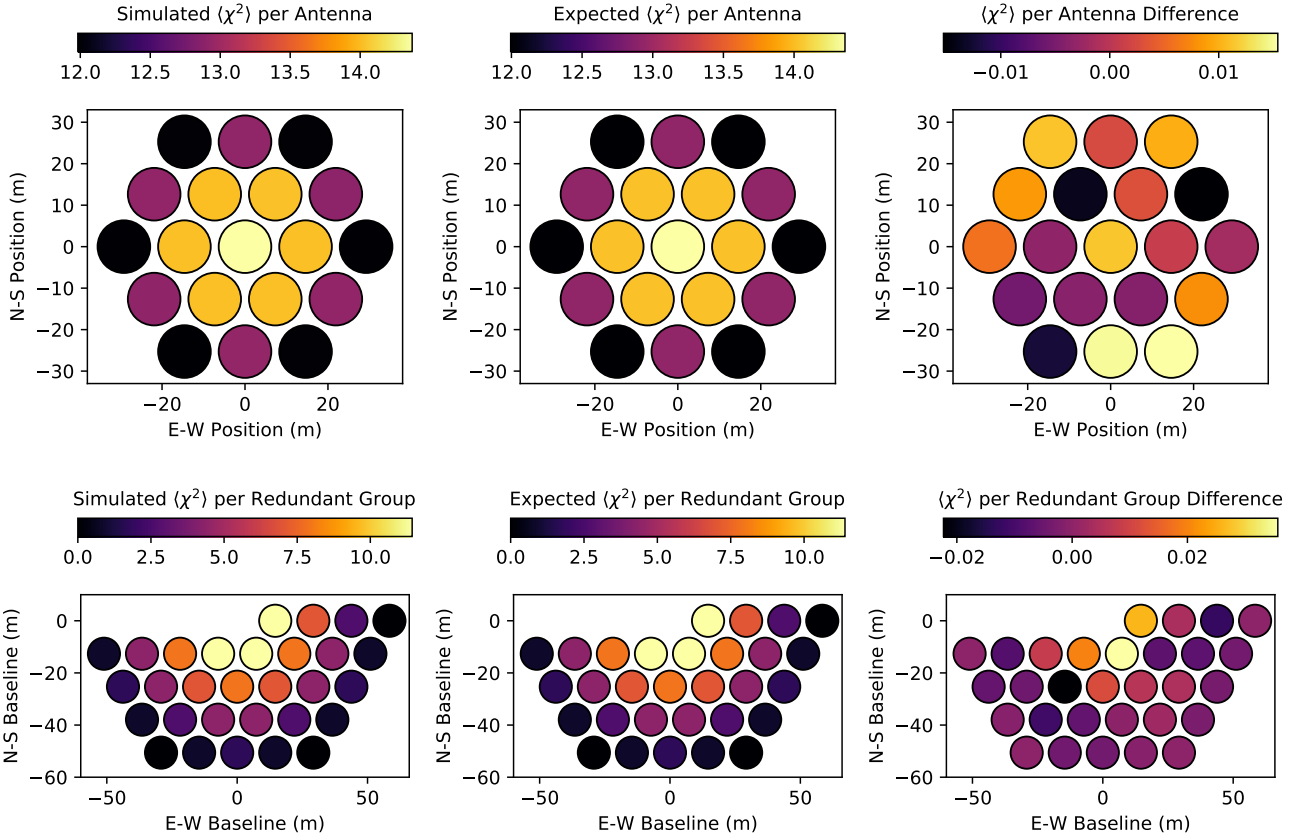 Simulated ⟨χ²⟩ per Antenna
12.0 12.5 13.0 13.5 14.0
Expected ⟨χ²⟩ per Antenna
12.0 12.5 13.0 13.5 14.0
⟨χ²⟩ per Antenna Difference
−0.01 0.00 0.01
N-S Position (m)
30
20
10
0
−10
−20
−30
−20 0 20
E-W Position (m)
N-S Position (m)
30
20
10
0
−10
−20
−30
−20 0 20
E-W Position (m)
N-S Position (m)
30
20
10
0
−10
−20
−30
−20 0 20
E-W Position (m)
Simulated ⟨χ²⟩ per Redundant Group
0.0 2.5 5.0 7.5 10.0
Expected ⟨χ²⟩ per Redundant Group
0.0 2.5 5.0 7.5 10.0
⟨χ²⟩ per Redundant Group Difference
−0.02 0.00 0.02
N-S Baseline (m)
0
−20
−40
−60
−50 0 50
E-W Baseline (m)
N-S Baseline (m)
0
−20
−40
−60
−50 0 50
E-W Baseline (m)
N-S Baseline (m)
0
−20
−40
−60
−50 0 50
E-W Baseline (m)